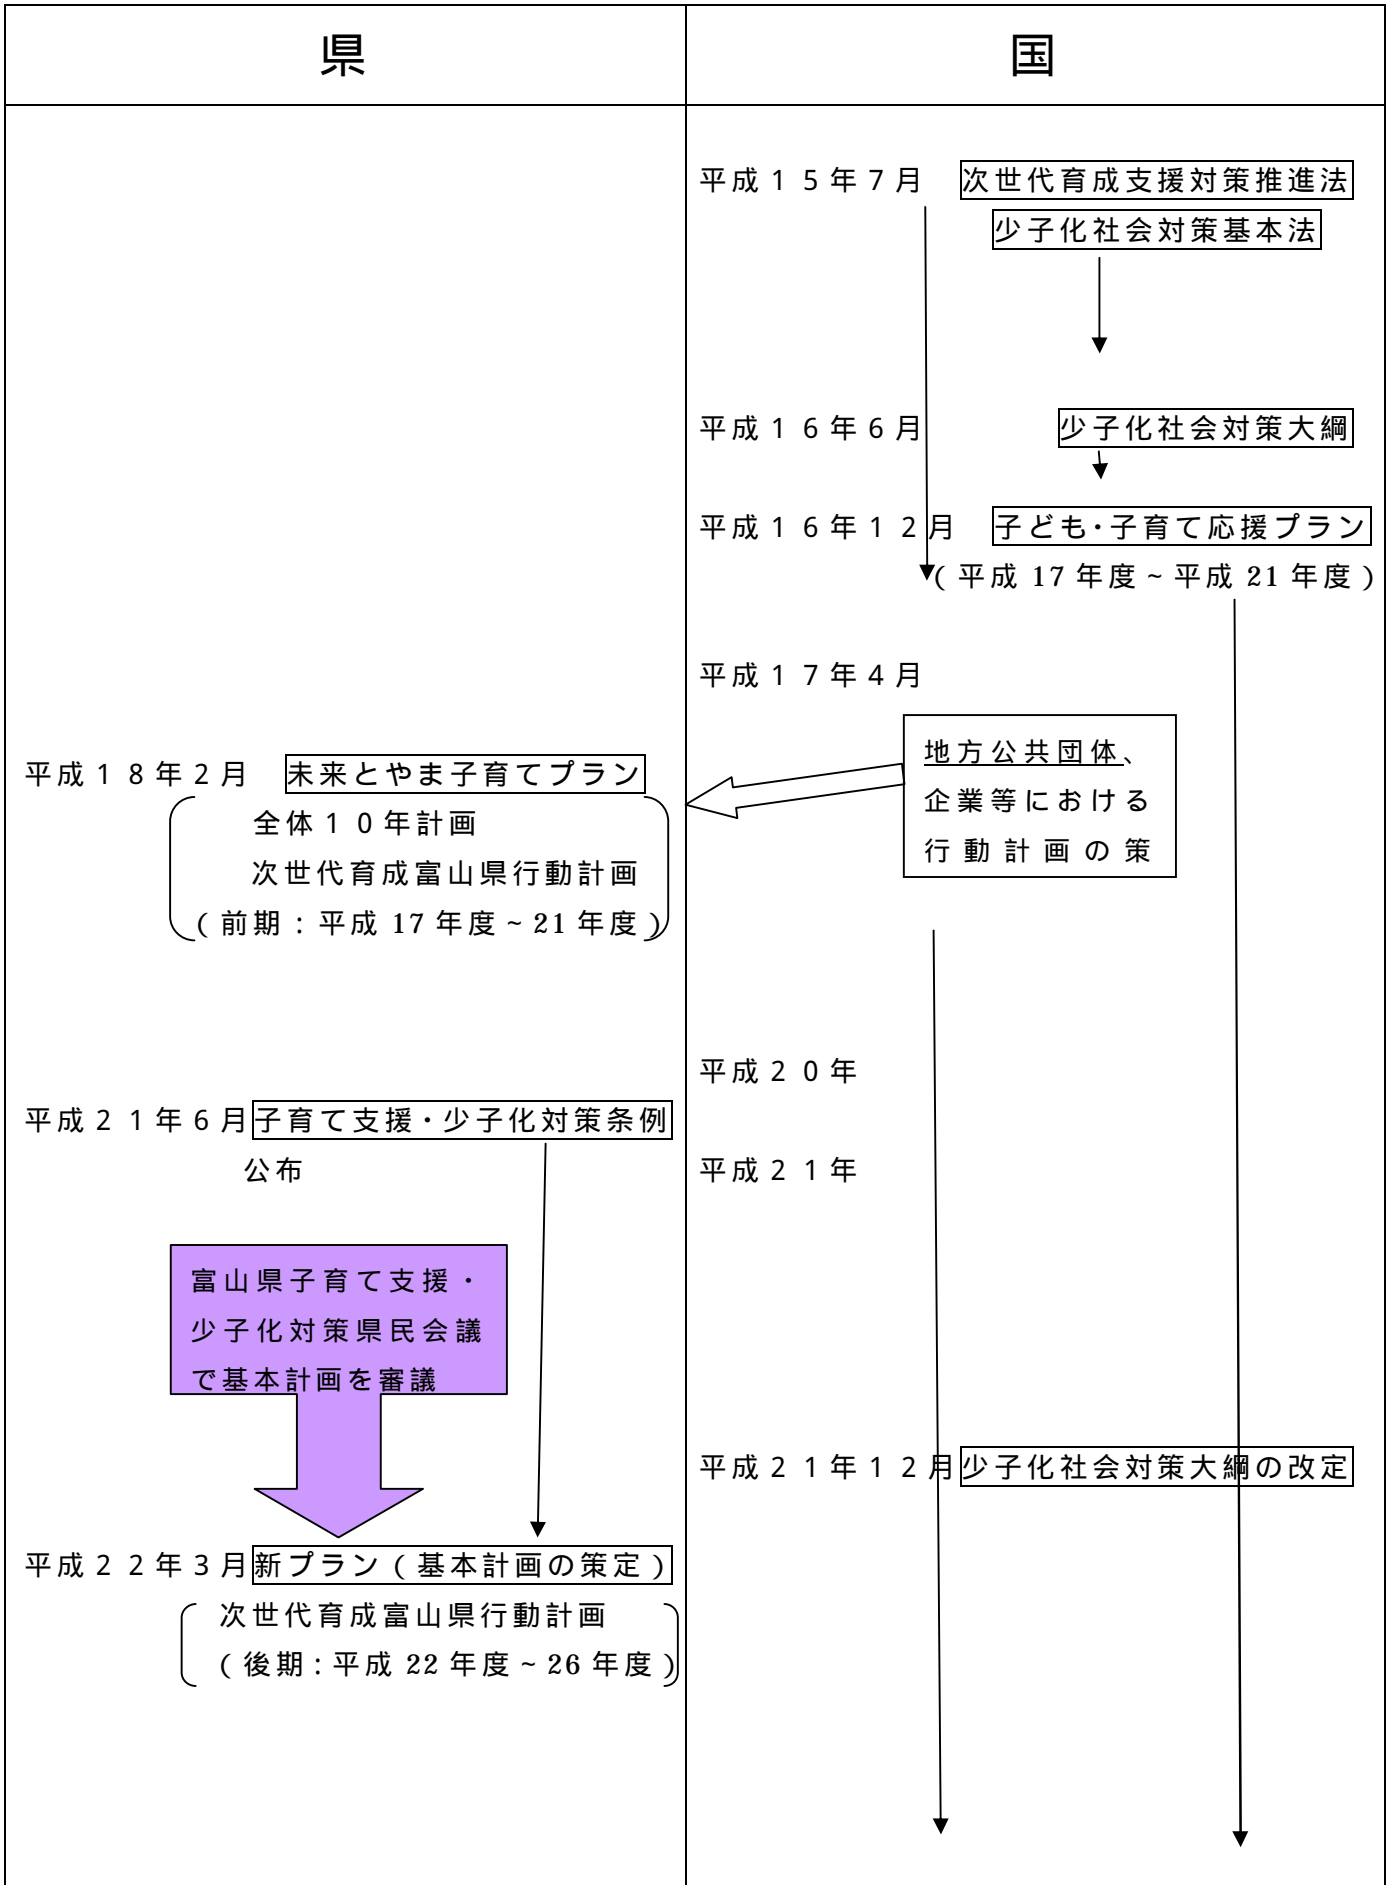 県
国
平成１５年７月 次世代育成支援対策推進法
少子化社会対策基本法
平成１６年６月 少子化社会対策大綱
平成１６年１２月 子ども・子育て応援プラン
（平成 17 年度～平成 21 年度）
平成１７年４月
地方公共団体、
企業等における
行動計画の策
平成１８年２月 未来とやま子育てプラン
全体１０年計画
次世代育成富山県行動計画
（前期：平成 17 年度～21 年度）
平成２０年
平成２１年６月 子育て支援・少子化対策条例
公布
平成２１年
富山県子育て支援・
少子化対策県民会議
で基本計画を審議
平成２１年１２月 少子化社会対策大綱の改定
平成２２年３月 新プラン（基本計画の策定）
次世代育成富山県行動計画
（後期：平成 22 年度～26 年度）